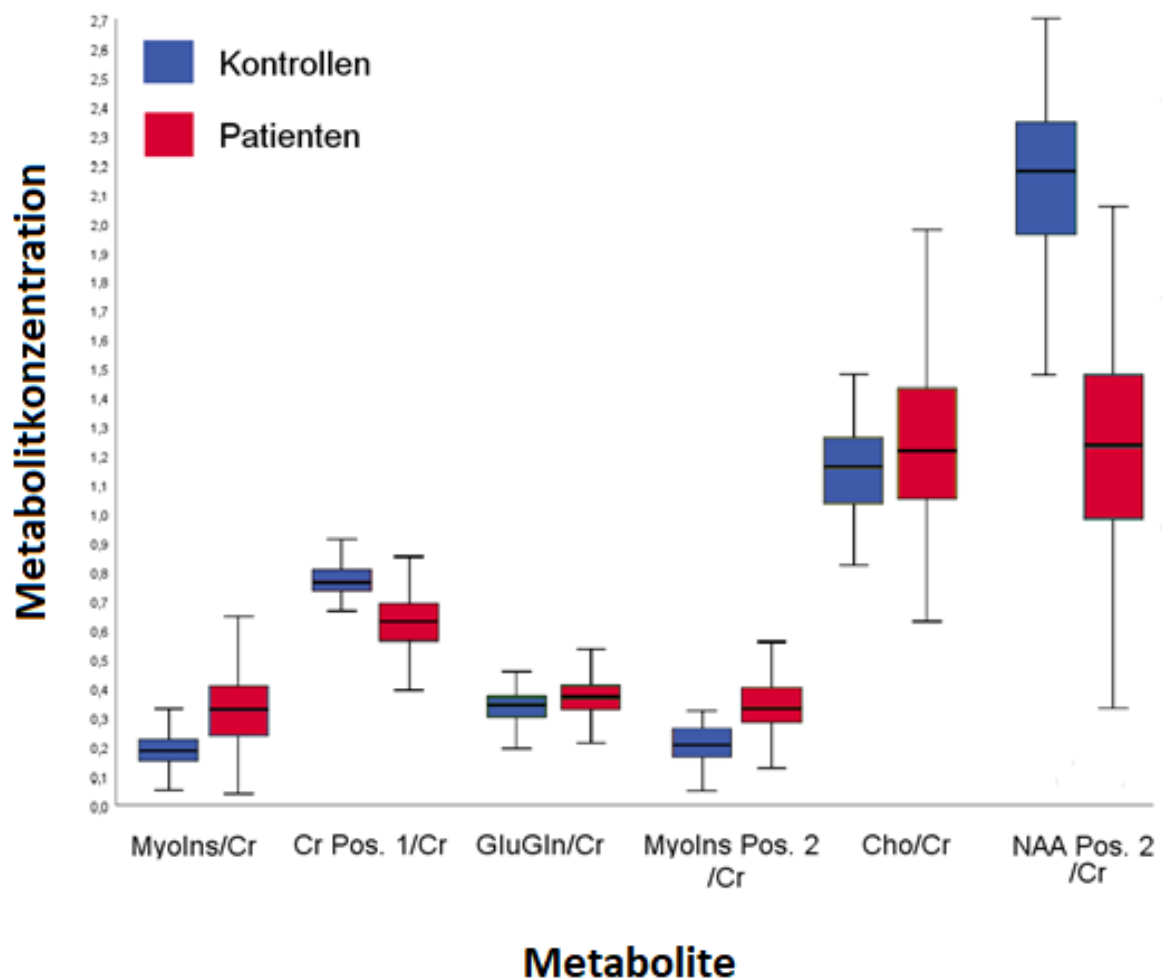 2,7
2,6
2,5
2,4
2,3
2,2
2,1
2,0
1,9
1,8
1,7
1,6
1,5
1,4
1,3
1,2
1,1
1,0
0,9
0,8
0,7
0,6
0,5
0,4
0,3
0,2
0,1
0,0
Kontrollen
Patienten
Metabolitkonzentration
MyoIns/Cr
Cr Pos. 1/Cr
GluGln/Cr
MyoIns Pos. 2
/Cr
Cho/Cr
NAA Pos. 2
/Cr
Metabolite